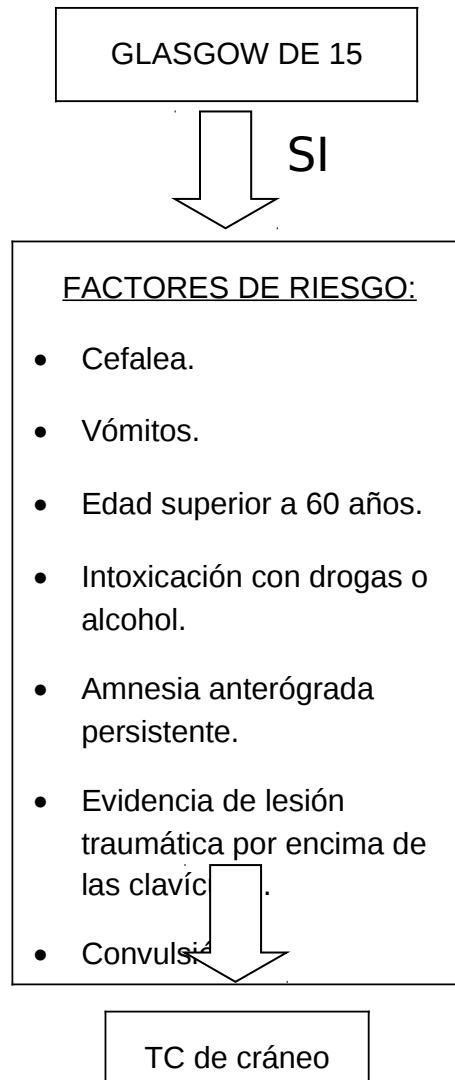 GLASGOW DE 15
SI
FACTORES DE RIESGO:
• Cefalea.
• Vómitos.
• Edad superior a 60 años.
• Intoxicación con drogas o
alcohol.
• Amnesia anterógrada
persistente.
• Evidencia de lesión
traumática por encima de
las
•
TC de cráneo